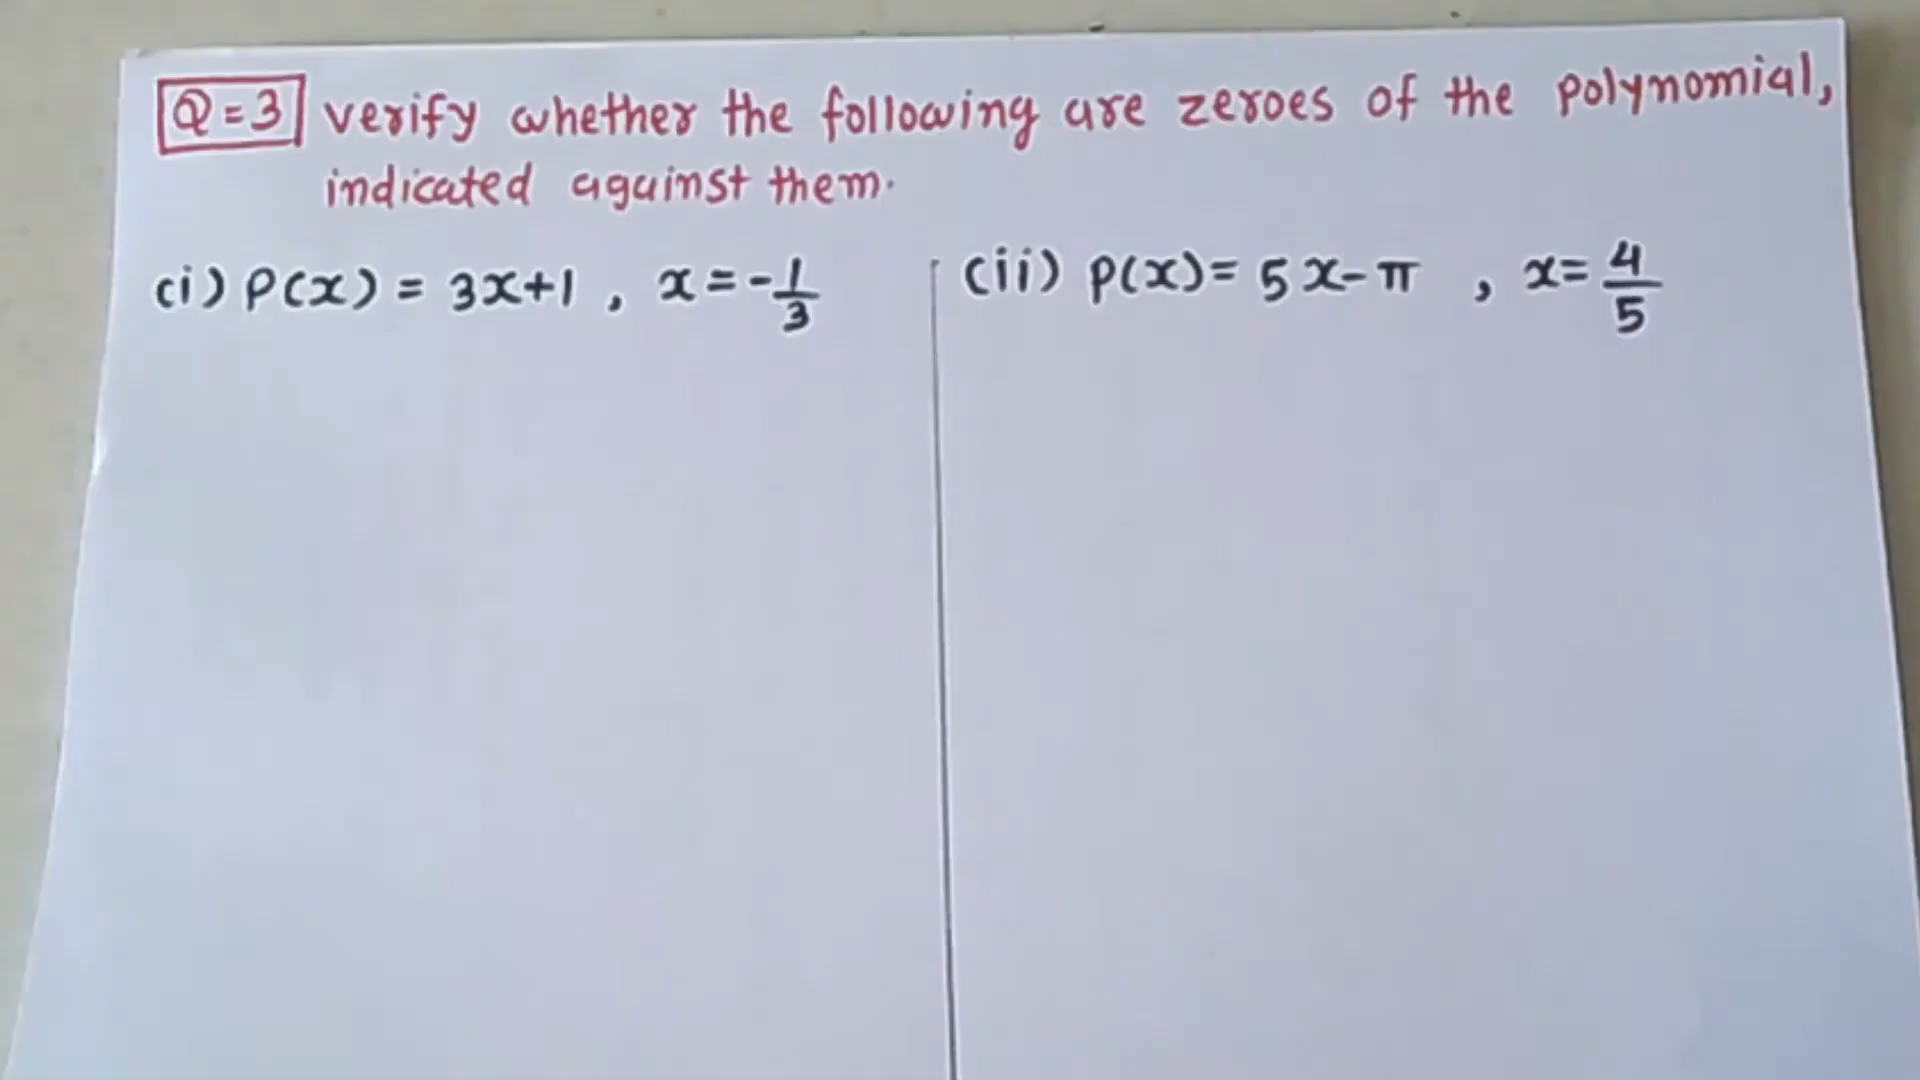 Q=3 verify whether the following are zeroes of the polynomial,
indicated against them.
(i) P(x) = 3x+1 , x=-1/3
(ii) P(x)= 5x-π , x=4/5